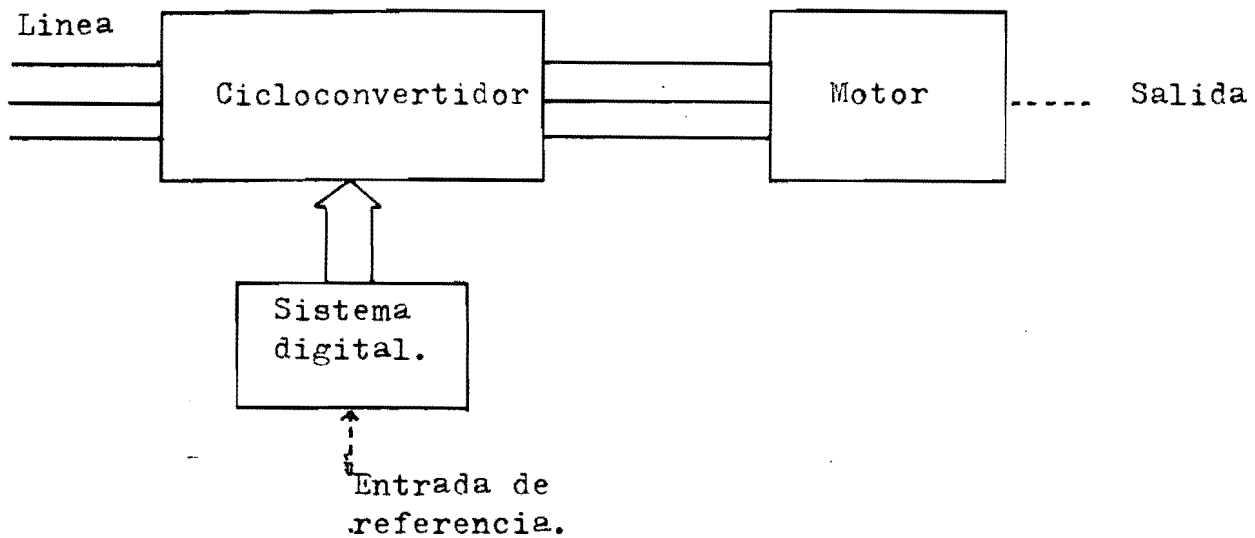 Linea
Cicloconvertidor
Motor
Salida
Sistema
digital.
Entrada de
referencia.